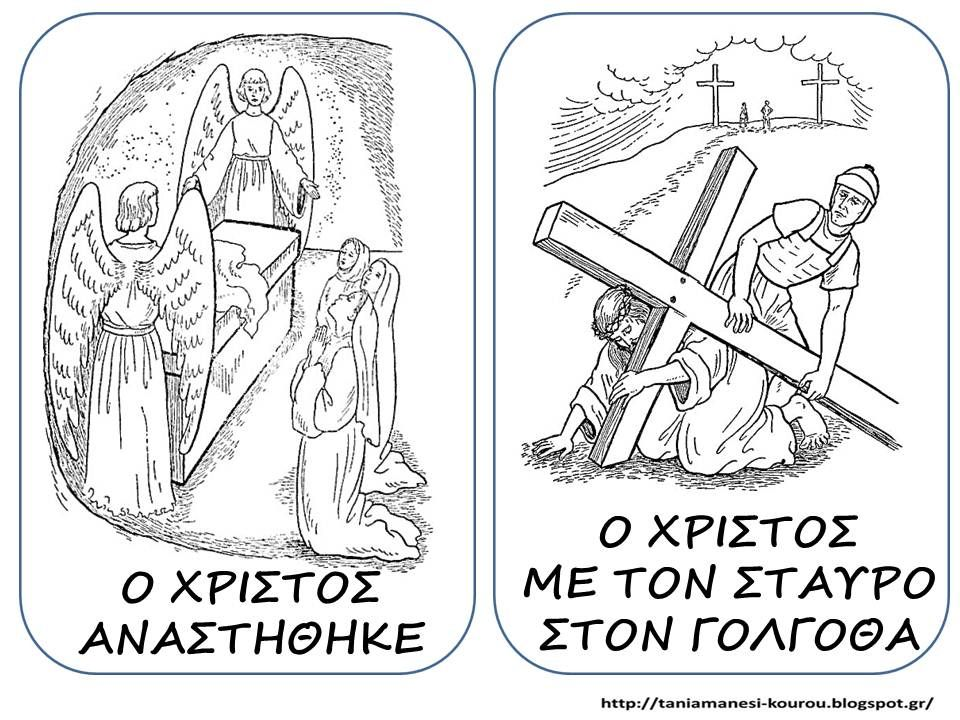 Ο ΧΡΙΣΤΟΣ
ΑΝΑΣΤΗΘΗΚΕ
Ο ΧΡΙΣΤΟΣ
ΜΕ ΤΟΝ ΣΤΑΥΡΟ
ΣΤΟΝ ΓΟΛΓΟΘΑ
http://taniamanesi-kourou.blogspot.gr/